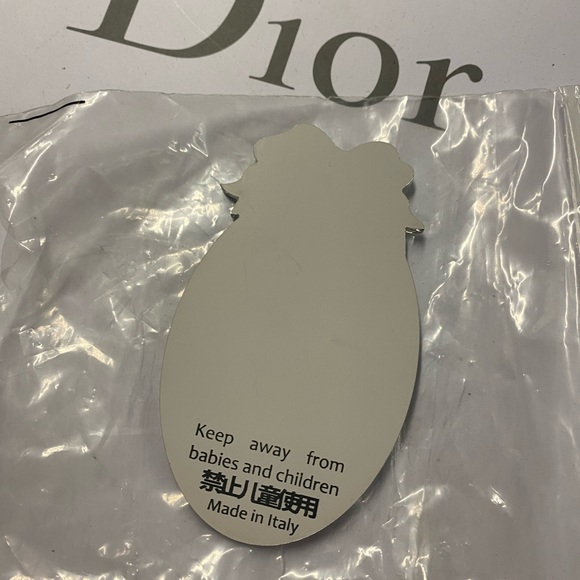 Dior
Keep away from
babies and children
禁止儿童使用
Made in Italy